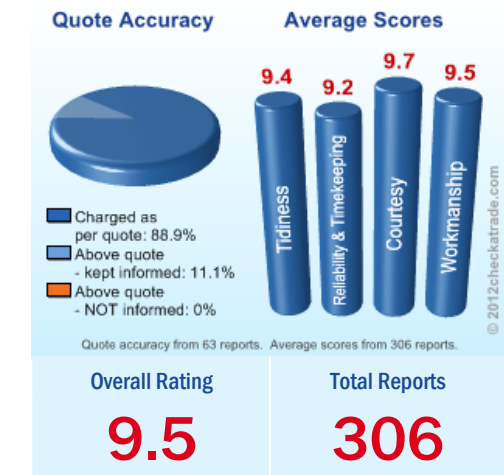 Quote Accuracy
Average Scores
9.4
9.2
9.7
9.5
Tidiness
Reliability & Timekeeping
Courtesy
Workmanship
Charged as
per quote: 88.9%
Above quote
- kept informed: 11.1%
Above quote
- NOT informed: 0%
© 2012checkatrade.com
Quote accuracy from 63 reports. Average scores from 306 reports.
Overall Rating
9.5
Total Reports
306